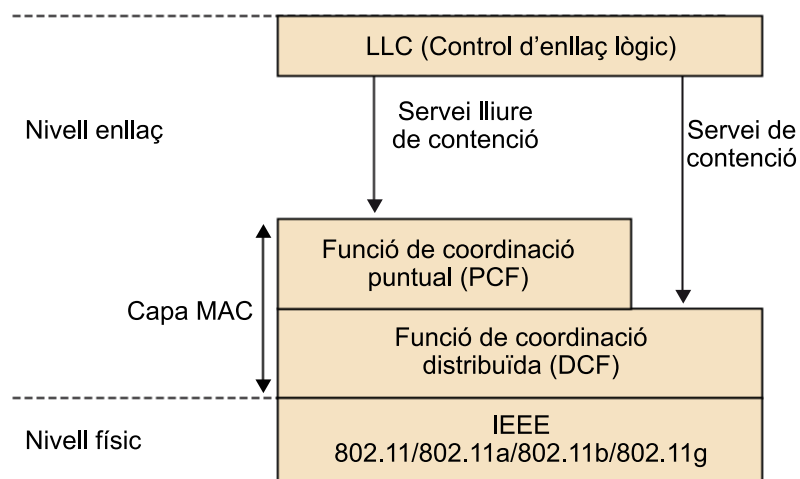 LLC (Control d'enllaç lògic)
Nivell enllaç
Servei lliure
de contenció
Servei de
contenció
Funció de coordinació
puntual (PCF)
Capa MAC
Funció de coordinació
distribuïda (DCF)
Nivell físic
IEEE
802.11/802.11a/802.11b/802.11g